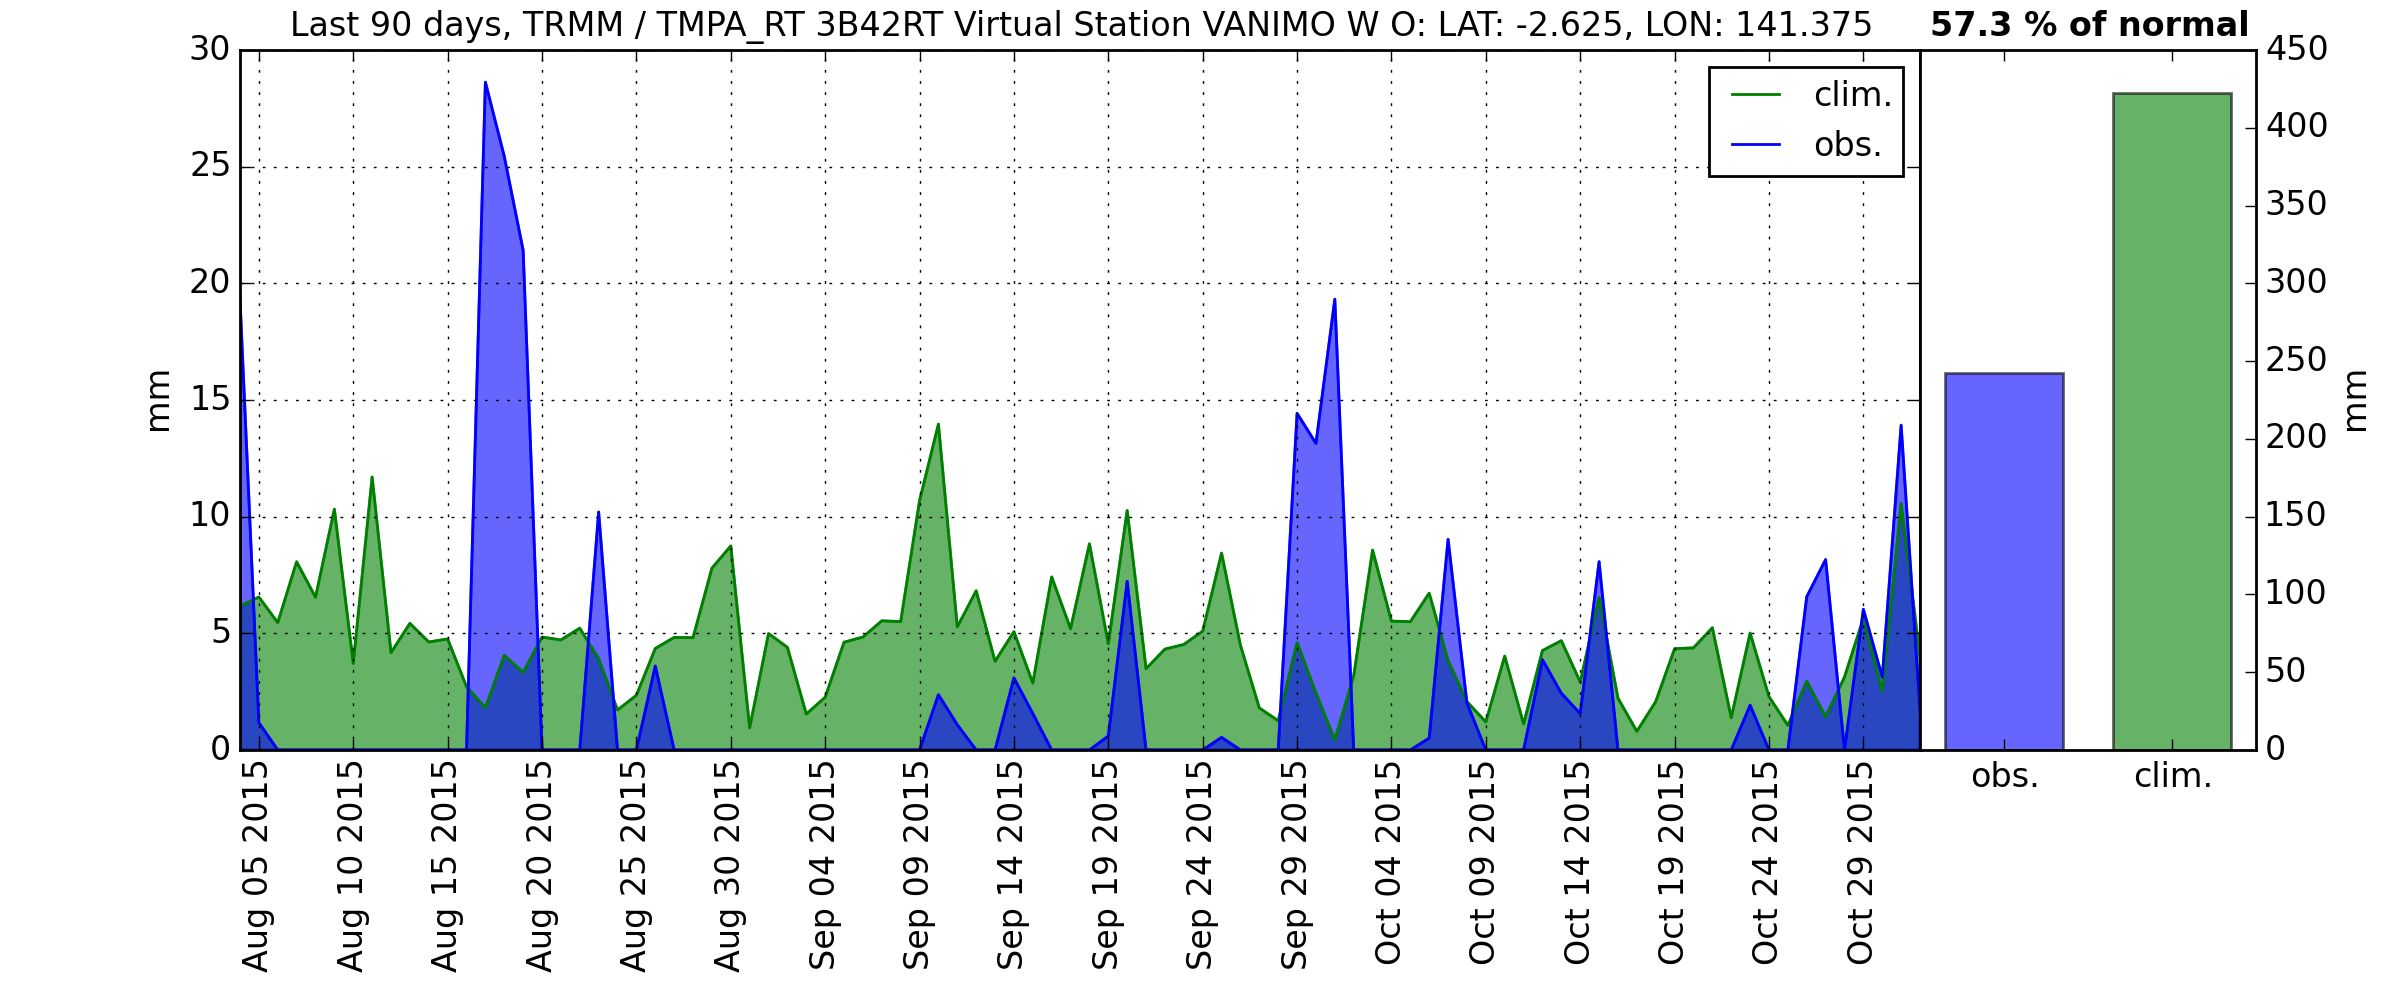 Last 90 days, TRMM / TMPA_RT 3B42RT Virtual Station VANIMO W O: LAT: -2.625, LON: 141.375
57.3 % of normal
30
25
20
15
10
5
0
mm
clim.
obs.
450
400
350
300
250
200
150
100
50
0
mm
obs.
clim.
Aug 05 2015
Aug 10 2015
Aug 15 2015
Aug 20 2015
Aug 25 2015
Aug 30 2015
Sep 04 2015
Sep 09 2015
Sep 14 2015
Sep 19 2015
Sep 24 2015
Sep 29 2015
Oct 04 2015
Oct 09 2015
Oct 14 2015
Oct 19 2015
Oct 24 2015
Oct 29 2015